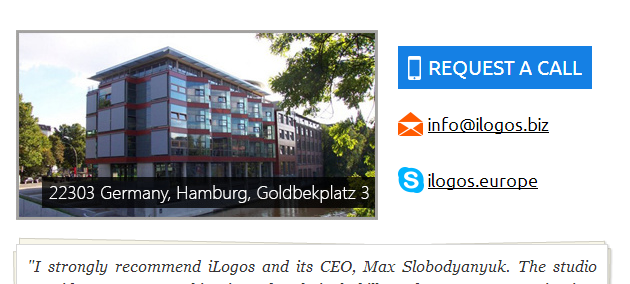 REQUEST A CALL
info@ilogos.biz
ilogos.europe
22303 Germany, Hamburg, Goldbekplatz 3
"I strongly recommend iLogos and its CEO, Max Slobodyanyuk. The studio